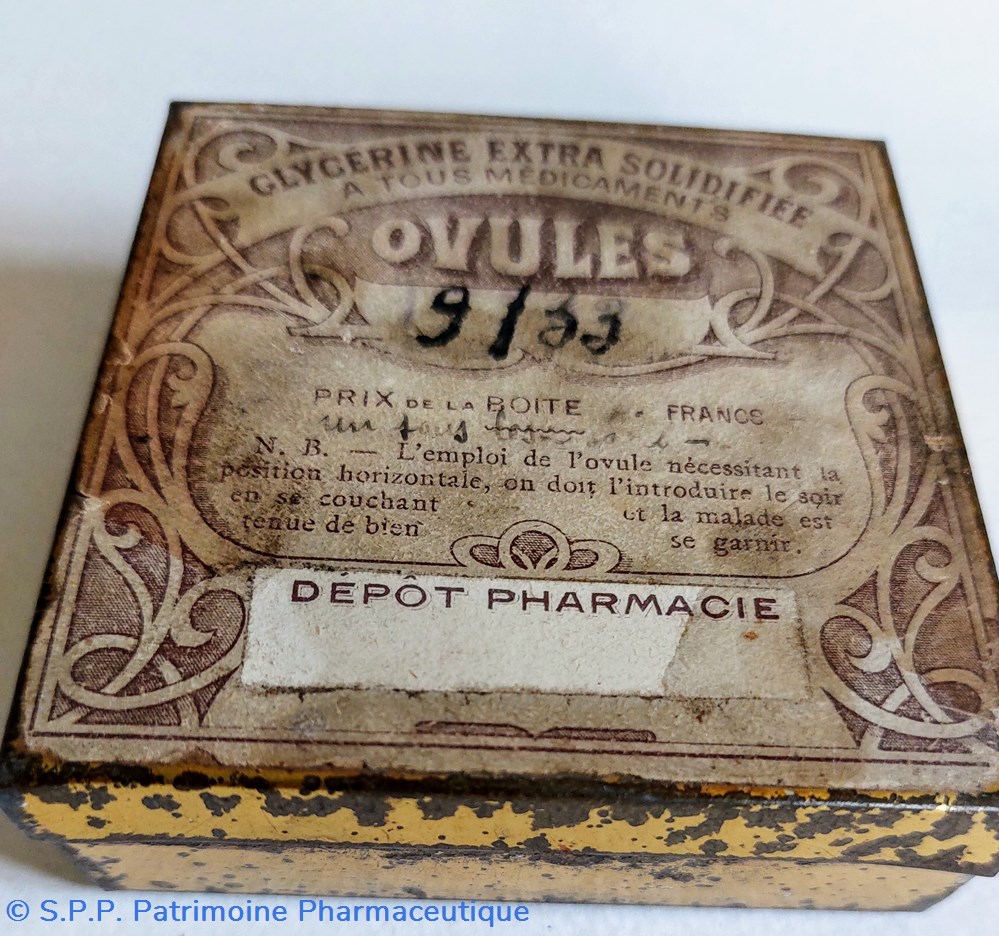 GLYCÉRINE EXTRA SOLIDIFIÉE
A TOUS MÉDICAMENTS
OVULES
9/33
PRIX DE LA BOITE FRANCS
un
N. B. — L'emploi de l'ovule nécessitant la
position horizontale, on doit l'introduire le soir
en se couchant et la malade est
tenue de bien se garnir.
DÉPÔT PHARMACIE
© S.P.P. Patrimoine Pharmaceutique